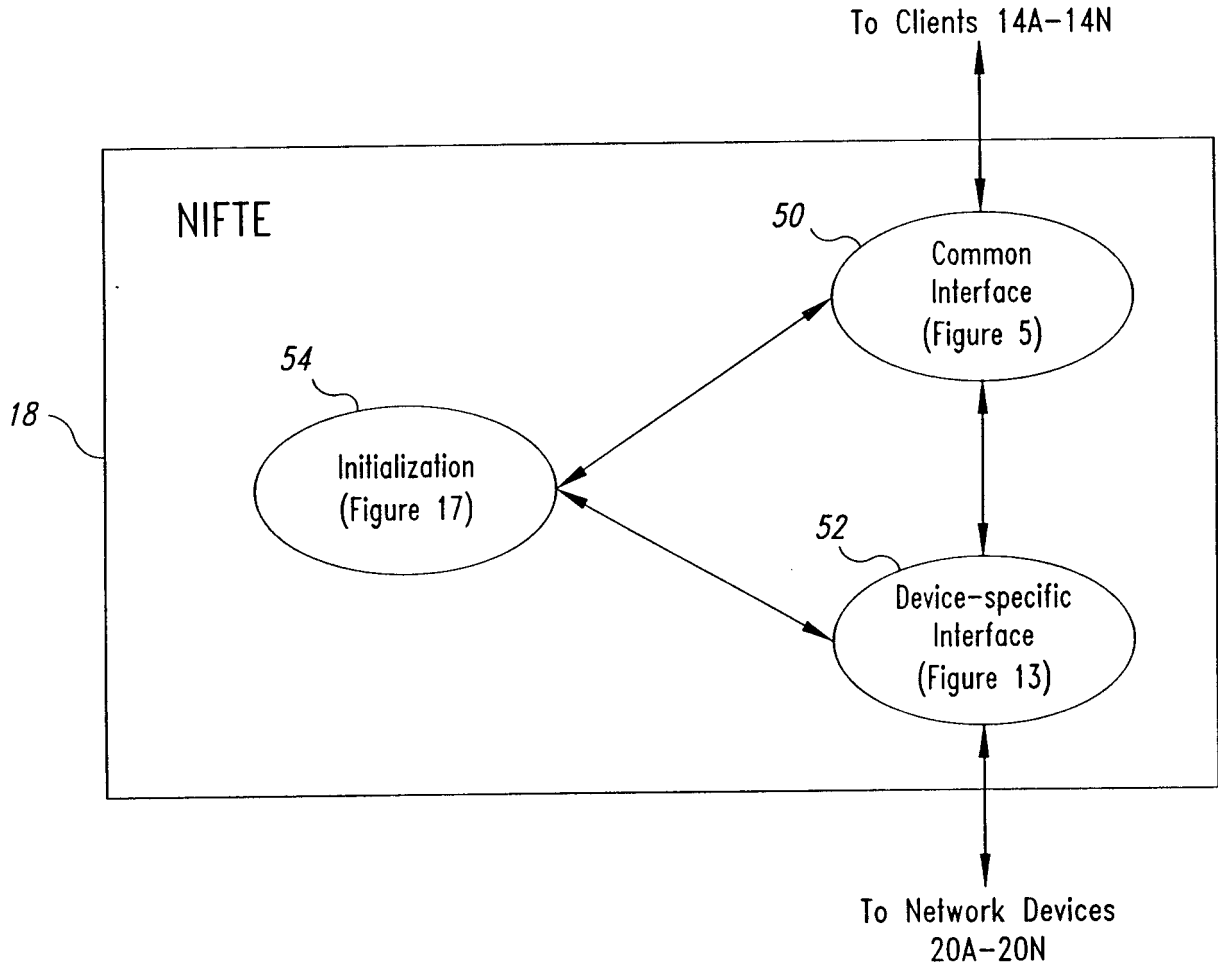 To Clients 14A-14N
NIFTE
50
Common
Interface
(Figure 5)
54
18
Initialization
(Figure 17)
52
Device-specific
Interface
(Figure 13)
To Network Devices
20A-20N